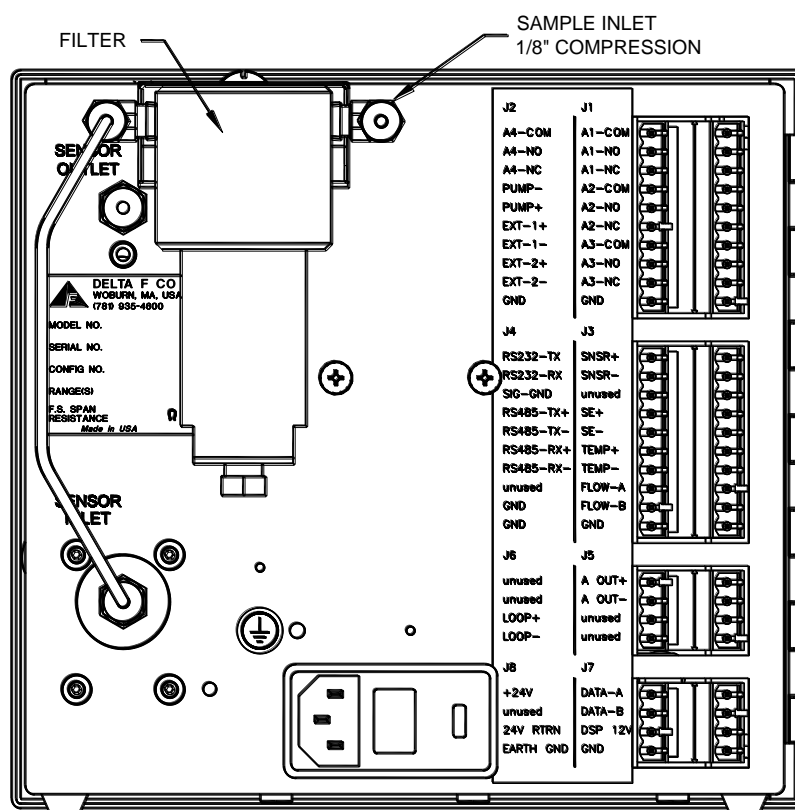 FILTER
SAMPLE INLET
1/8" COMPRESSION
SENSOR
OUTLET
DELTA F CO
WOBURN, MA, USA
(781) 935-4600
MODEL NO.
SERIAL NO.
CONFIG NO.
RANGE(S)
F.S. SPAN
RESISTANCE
Made in USA
SENSOR
INLET
J2 J1
A4-COM A1-COM
A4-NO A1-NO
A4-NC A1-NC
PUMP- A2-COM
PUMP+ A2-NO
EXT-1+ A2-NC
EXT-1- A3-COM
EXT-2+ A3-NO
EXT-2- A3-NC
GND GND
J4 J3
RS232-TX SNSR+
RS232-RX SNSR-
SIG-GND unused
RS485-TX+ SE+
RS485-TX- SE-
RS485-RX+ TEMP+
RS485-RX- TEMP-
unused FLOW-A
GND FLOW-B
GND GND
J6 J5
unused A OUT+
unused A OUT-
LOOP+ unused
LOOP- unused
J8 J7
+24V DATA-A
unused DATA-B
24V RTRN DSP 12V
EARTH GND GND